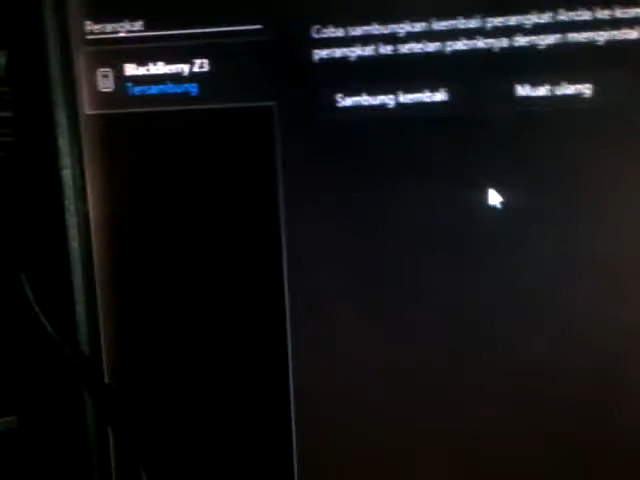 Perangkat
BlackBerry Z3
Tersambung
Coba sambungkan kembali perangkat Anda ke
perangkat ke setelan pabriknya dengan
Sambung kembali
Muat ulang